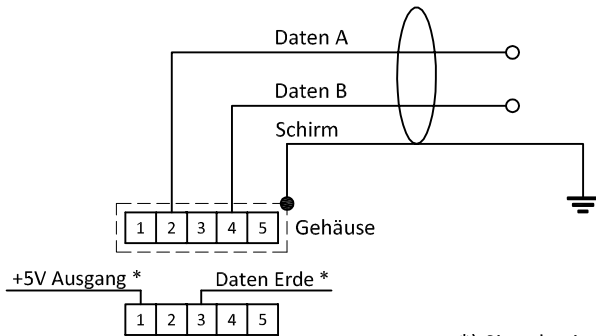 Daten A
Daten B
Schirm
1 2 3 4 5 Gehäuse
+5V Ausgang * Daten Erde *
1 2 3 4 5